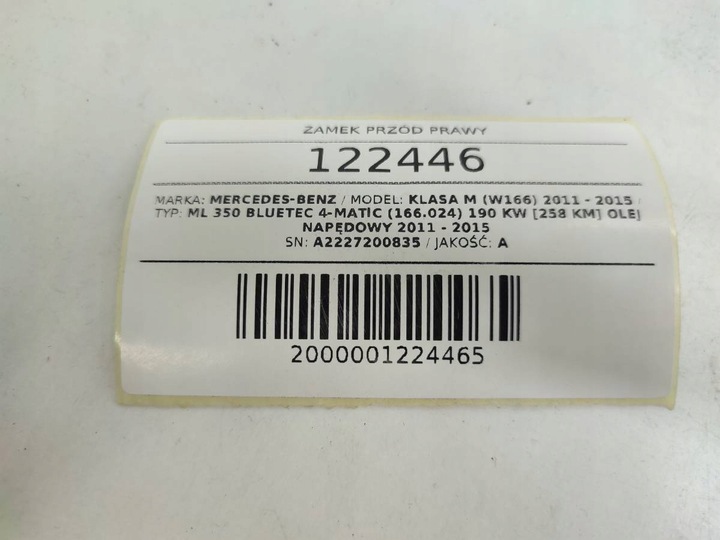 ZAMEK PRZÓD PRAWY
122446
MARKA: MERCEDES-BENZ / MODEL: KLASA M (W166) 2011 - 2015 /
TYP: ML 350 BLUETEC 4-MATIC (166.024) 190 KW [258 KM] OLEJ
NAPĘDOWY 2011 - 2015
SN: A2227200835 / JAKOŚĆ: A
2000001224465